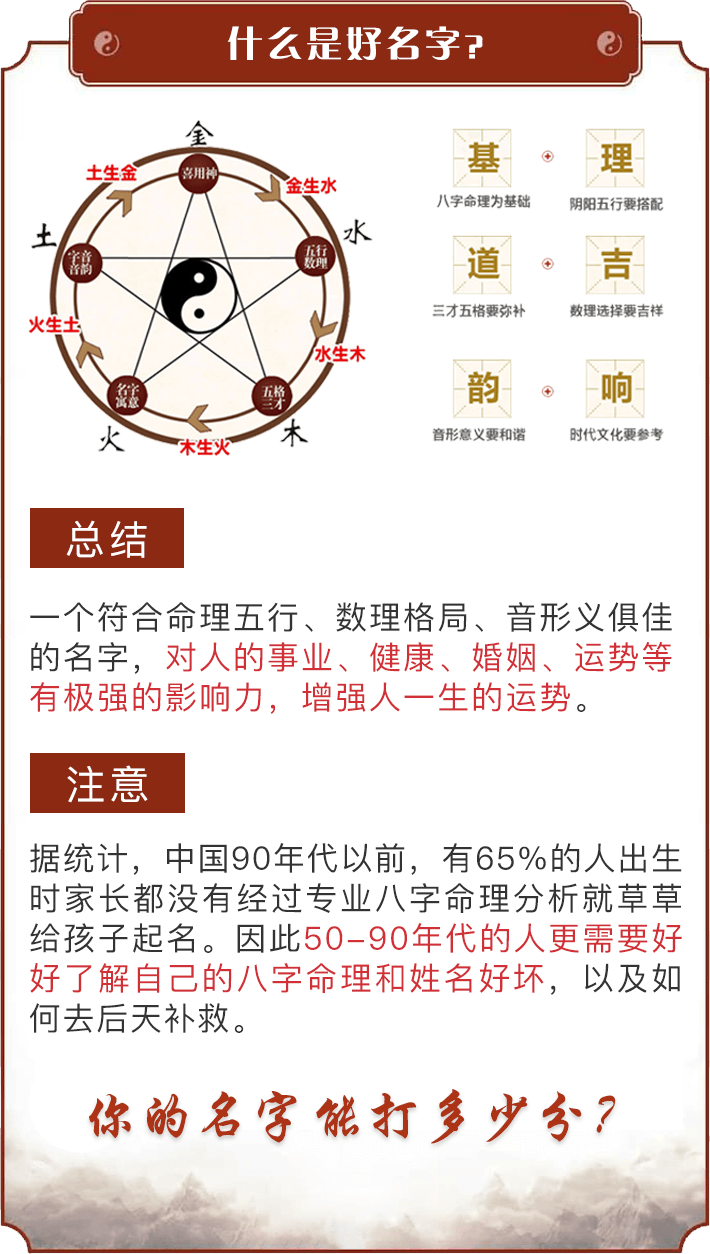 什么是好名字?
金
土生金
喜用神
金生水
土
水
字音
音韵
五行
数理
火生土
水生木
名字
寓意
五格
三才
火
木生火
木
基
理
八字命理为基础
阴阳五行要搭配
道
吉
三才五格要弥补
数理选择要吉祥
韵
响
音形意义要和谐
时代文化要参考
总结
一个符合命理五行、数理格局、音形义俱佳
的名字，对人的事业、健康、婚姻、运势等
有极强的影响力，增强人一生的运势。
注意
据统计，中国90年代以前，有65%的人出生
时家长都没有经过专业八字命理分析就草草
给孩子起名。因此50-90年代的人更需要好
好了解自己的八字命理和姓名好坏，以及如
何去后天补救。
你的名字能打多少分?